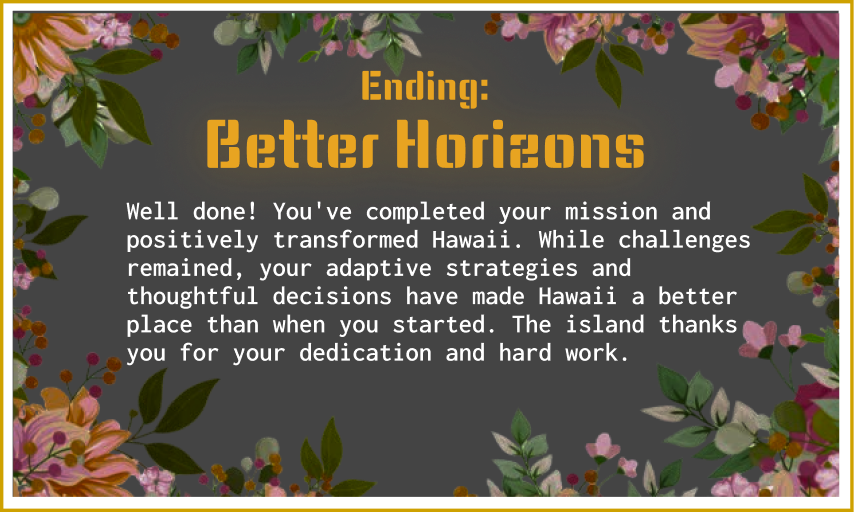 Ending:
Better Horizons
Well done! You've completed your mission and
positively transformed Hawaii. While challenges
remained, your adaptive strategies and
thoughtful decisions have made Hawaii a better
place than when you started. The island thanks
you for your dedication and hard work.